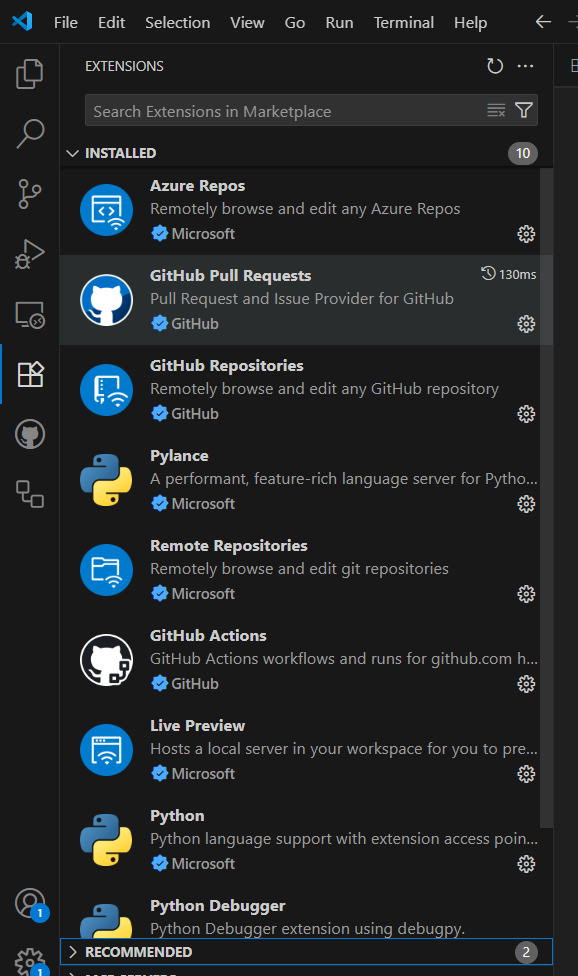 File Edit Selection View Go Run Terminal Help
EXTENSIONS
Search Extensions in Marketplace
INSTALLED 10
Azure Repos
Remotely browse and edit any Azure Repos
Microsoft
GitHub Pull Requests 130ms
Pull Request and Issue Provider for GitHub
GitHub
GitHub Repositories
Remotely browse and edit any GitHub repository
GitHub
Pylance
A performant, feature-rich language server for Pytho...
Microsoft
Remote Repositories
Remotely browse and edit git repositories
Microsoft
GitHub Actions
GitHub Actions workflows and runs for github.com h...
GitHub
Live Preview
Hosts a local server in your workspace for you to pre...
Microsoft
Python
Python language support with extension access poin...
Microsoft
Python Debugger
Python Debugger extension using debugpy.
1
RECOMMENDED 2
1